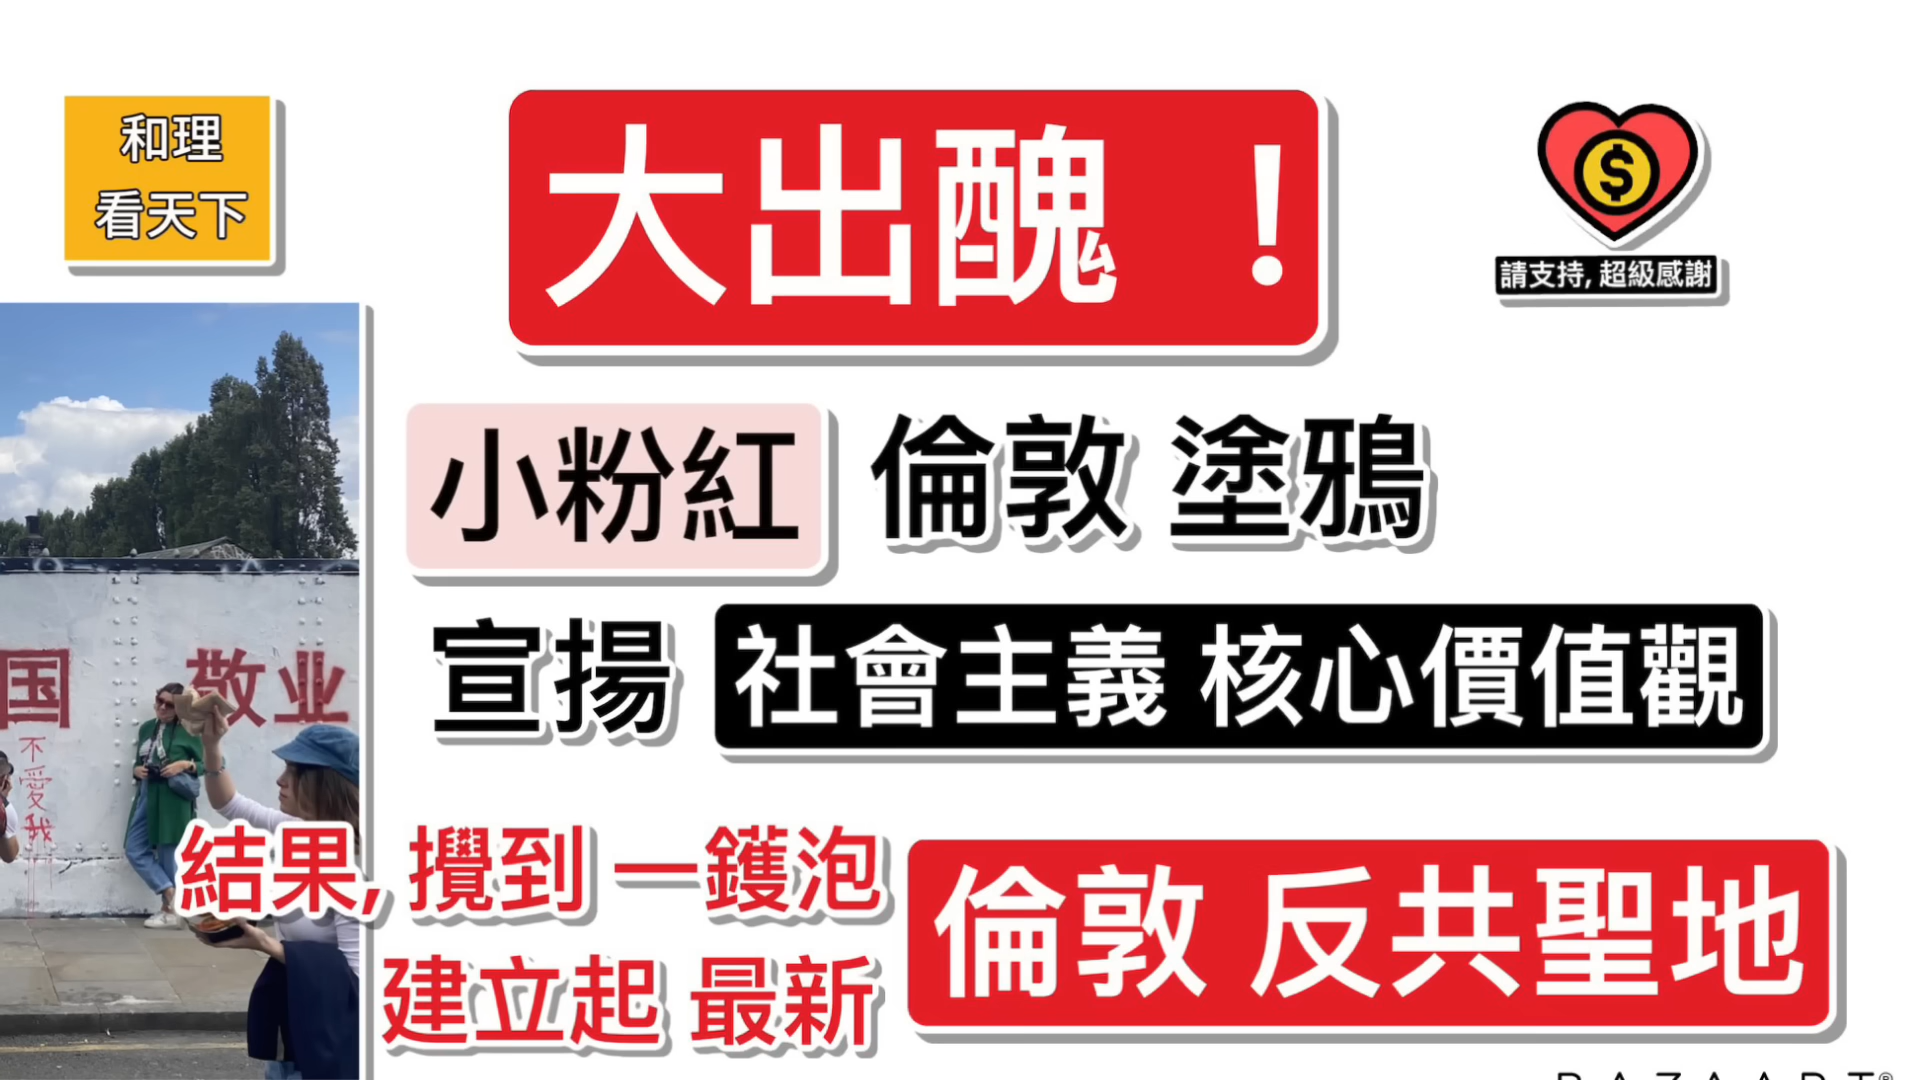 和理
看天下
大出醜 !
請支持, 超級感謝
小粉紅 倫敦 塗鴉
宣揚 社會主義 核心價值觀
国 敬业
不愛我
結果, 攪到 一鑊泡
建立起 最新
倫敦 反共聖地